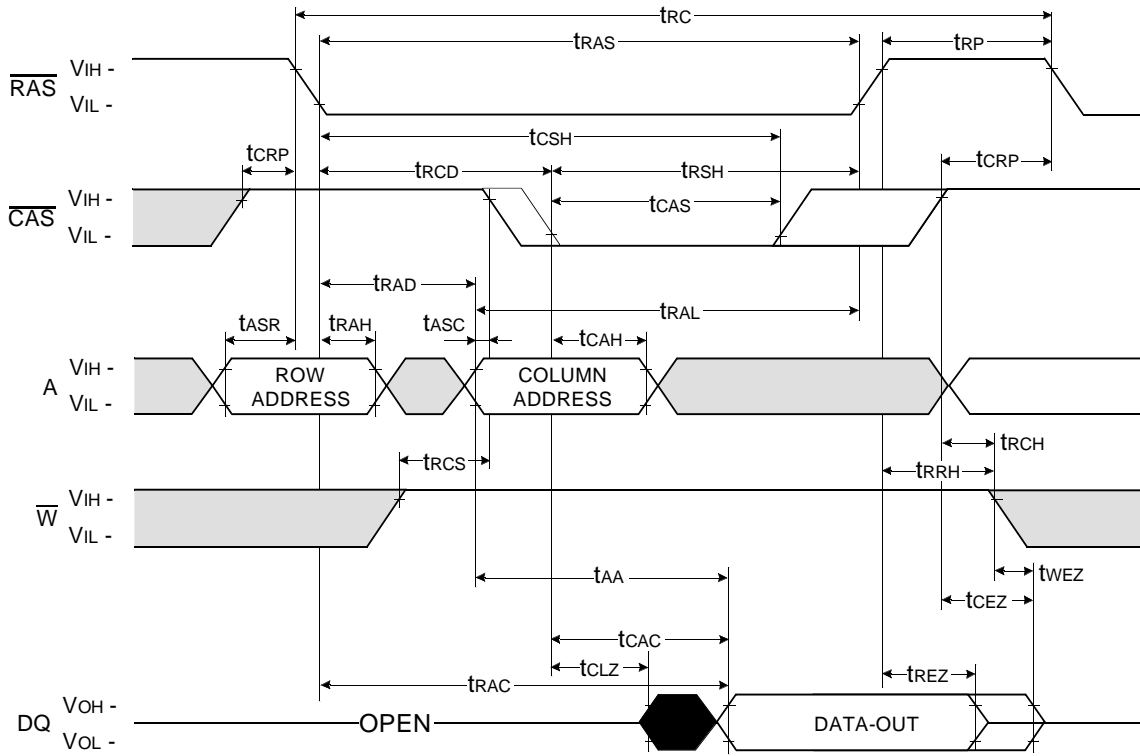 tRC
tRAS
tRP
RAS
VIH -
VIL -
tCSH
tCRP
tRCD
tRSH
tCRP
CAS
VIH -
VIL -
tCAS
tRAD
tRAL
tASR
tRAH
tASC
tCAH
A
VIH -
VIL -
ROW
ADDRESS
COLUMN
ADDRESS
tRCS
tRCH
tRRH
W
VIH -
VIL -
tAA
tWEZ
tCEZ
tCAC
tCLZ
tREZ
tRAC
DQ
VOH -
VOL -
OPEN
DATA-OUT